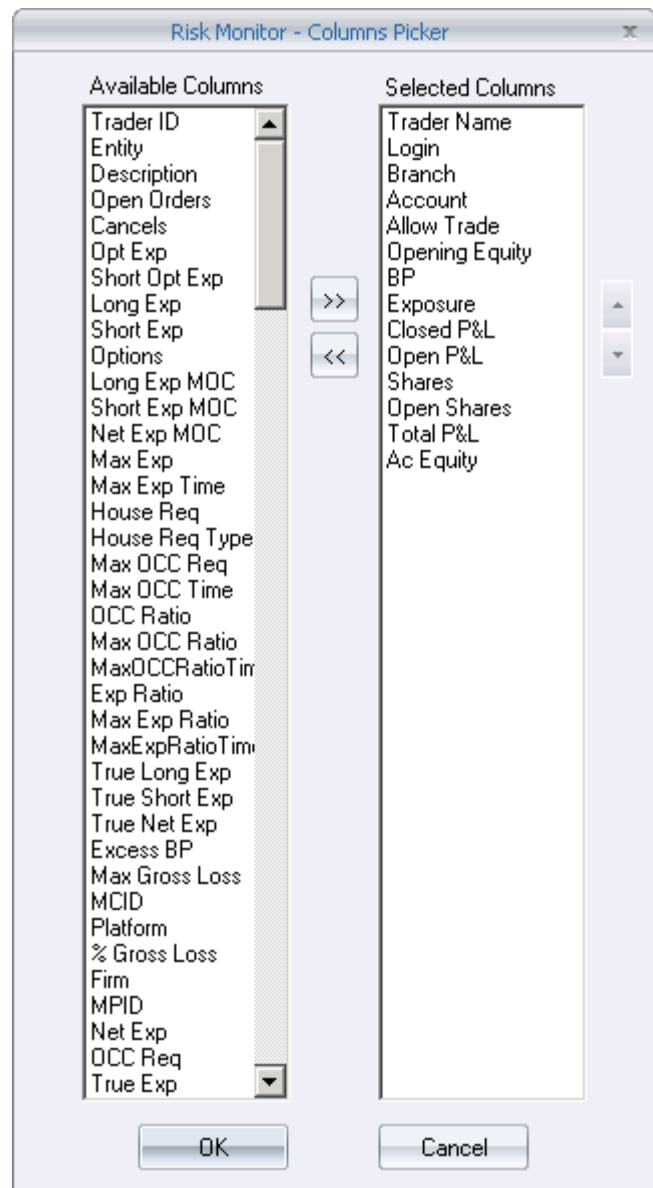 Risk Monitor - Columns Picker
x
Available Columns
Trader ID
Entity
Description
Open Orders
Cancels
Opt Exp
Short Opt Exp
Long Exp
Short Exp
Options
Long Exp MOC
Short Exp MOC
Net Exp MOC
Max Exp
Max Exp Time
House Req
House Req Type
Max OCC Req
Max OCC Time
OCC Ratio
Max OCC Ratio
MaxOCCRatioTim
Exp Ratio
Max Exp Ratio
MaxExpRatioTime
True Long Exp
True Short Exp
True Net Exp
Excess BP
Max Gross Loss
MCID
Platform
% Gross Loss
Firm
MPID
Net Exp
OCC Req
True Exp
>>
<<
Selected Columns
Trader Name
Login
Branch
Account
Allow Trade
Opening Equity
BP
Exposure
Closed P&L
Open P&L
Shares
Open Shares
Total P&L
Ac Equity
OK
Cancel